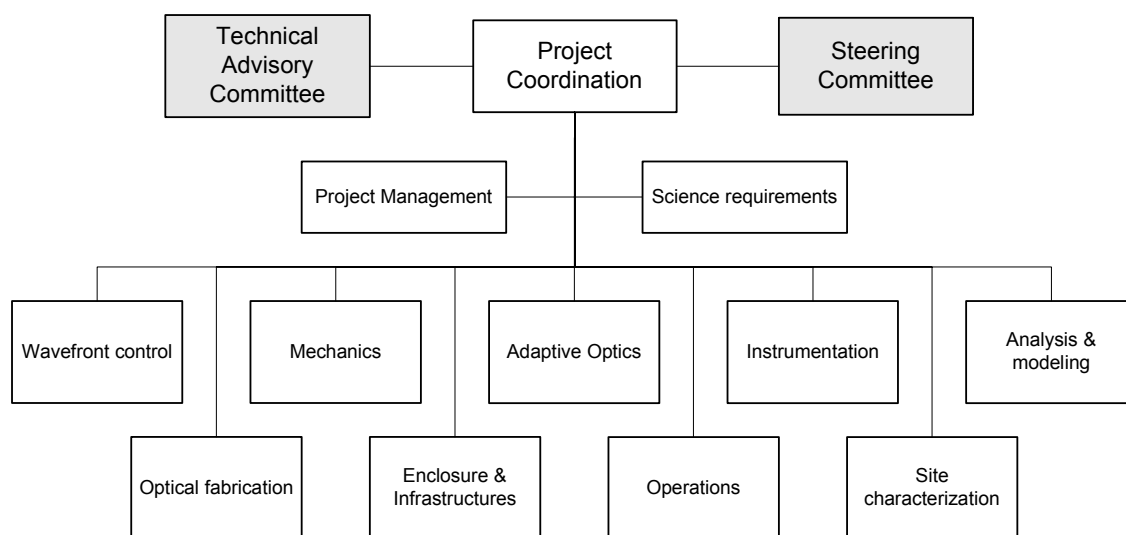 Technical
Advisory
Committee
Project
Coordination
Steering
Committee
Project Management
Science requirements
Wavefront control
Mechanics
Adaptive Optics
Instrumentation
Analysis &
modeling
Optical fabrication
Enclosure &
Infrastructures
Operations
Site
characterization